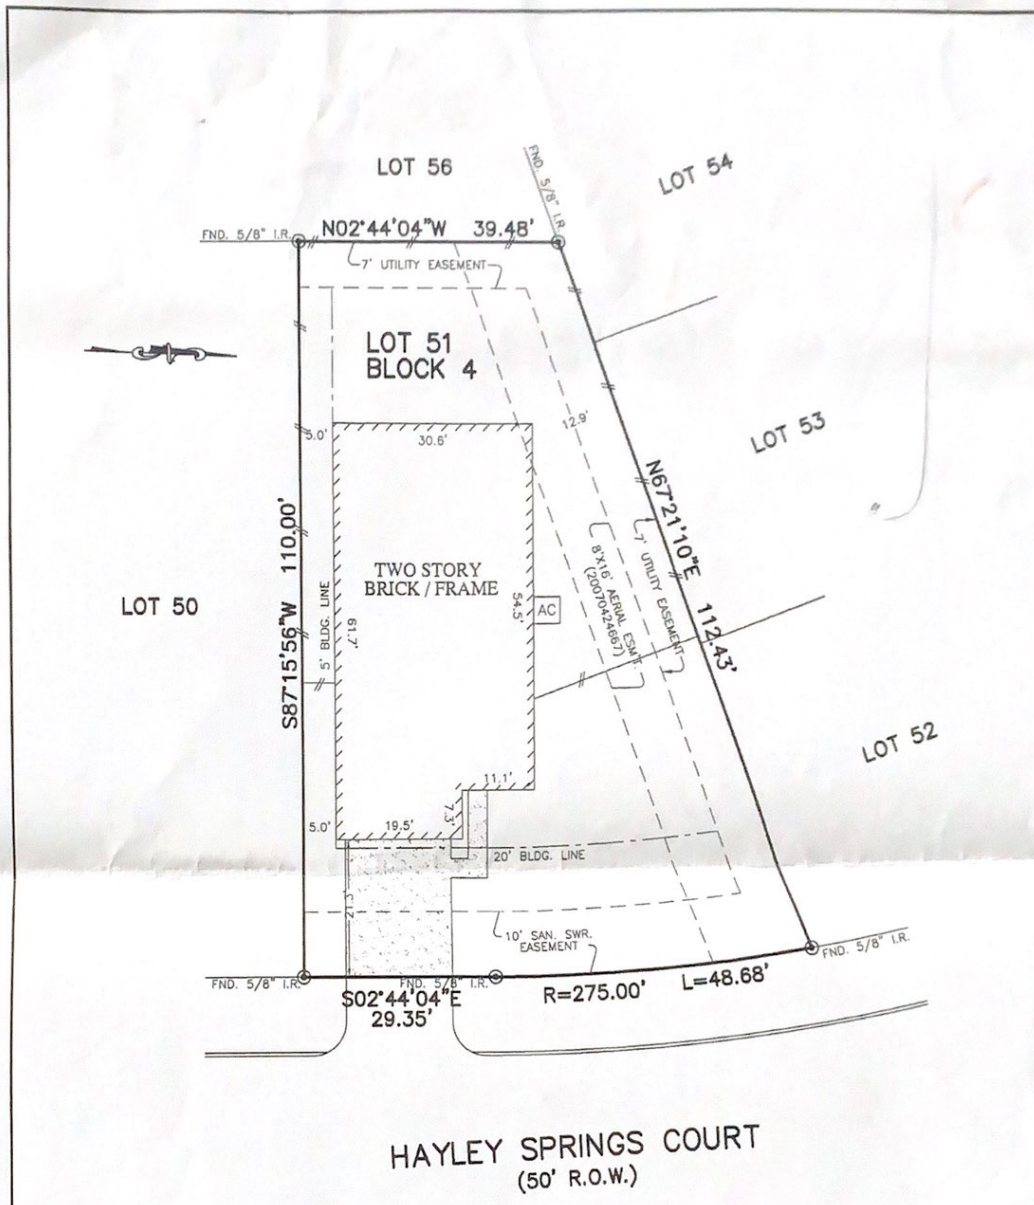 LOT 56
FND. 5/8" I.R.
LOT 54
FND. 5/8" I.R.
N02°44'04"W 39.48'
7' UTILITY EASEMENT
LOT 51
BLOCK 4
5.0'
30.6'
12.9'
LOT 53
N67°21'10"E 112.43'
S87°15'56"W 110.00'
LOT 50
5' BLDG. LINE
61.7'
TWO STORY
BRICK / FRAME
54.5'
AC
8'X16' AERIAL ESM'T.
(20070424667)
7' UTILITY EASEMENT
LOT 52
11.1'
7.3'
5.0'
19.5'
20' BLDG. LINE
21.3
10' SAN. SWR.
EASEMENT
FND. 5/8" I.R.
FND. 5/8" I.R.
FND. 5/8" I.R.
S02°44'04"E
29.35'
R=275.00' L=48.68'
HAYLEY SPRINGS COURT
(50' R.O.W.)